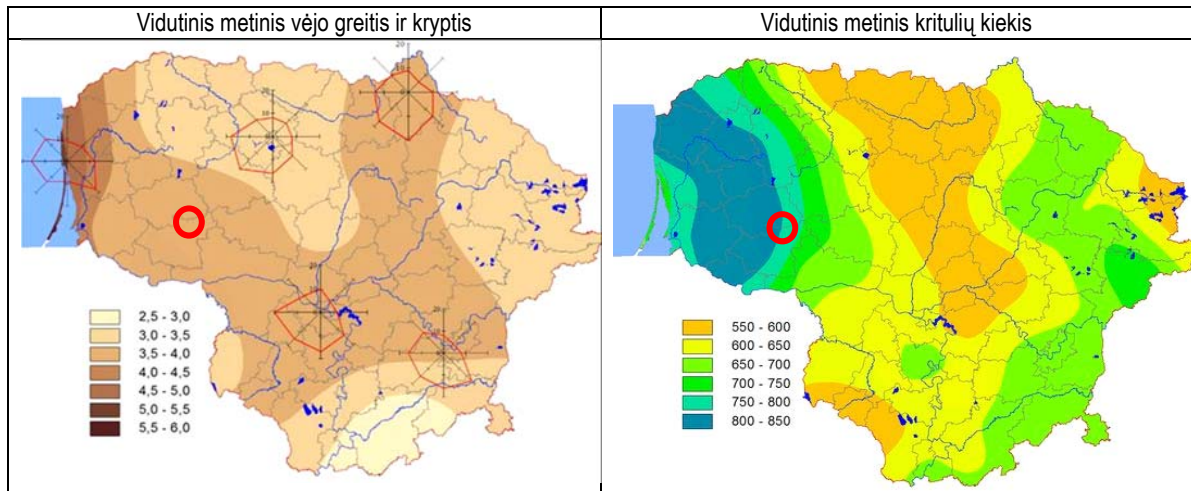 Vidutinis metinis vėjo greitis ir kryptis
Vidutinis metinis kritulių kiekis
2,5 - 3,0
3.0 - 3,5
3,5 - 4,0
4,0 - 4,5
4,5 - 5,0
5,0 - 5,5
5,5 - 6,0
550 - 600
600 - 650
650 - 700
700 - 750
750 - 800
800 - 850